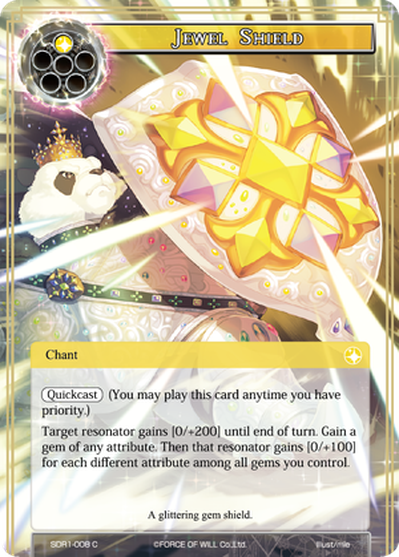 Jewel Shield
Chant
Quickcast (You may play this card anytime you have
priority.)
Target resonator gains [0/+200] until end of turn. Gain a
gem of any attribute. Then that resonator gains [0/+100]
for each different attribute among all gems you control.
A glittering gem shield.
SDR1-008 C ©FORCE OF WILL Co.,Ltd. Illust/mile